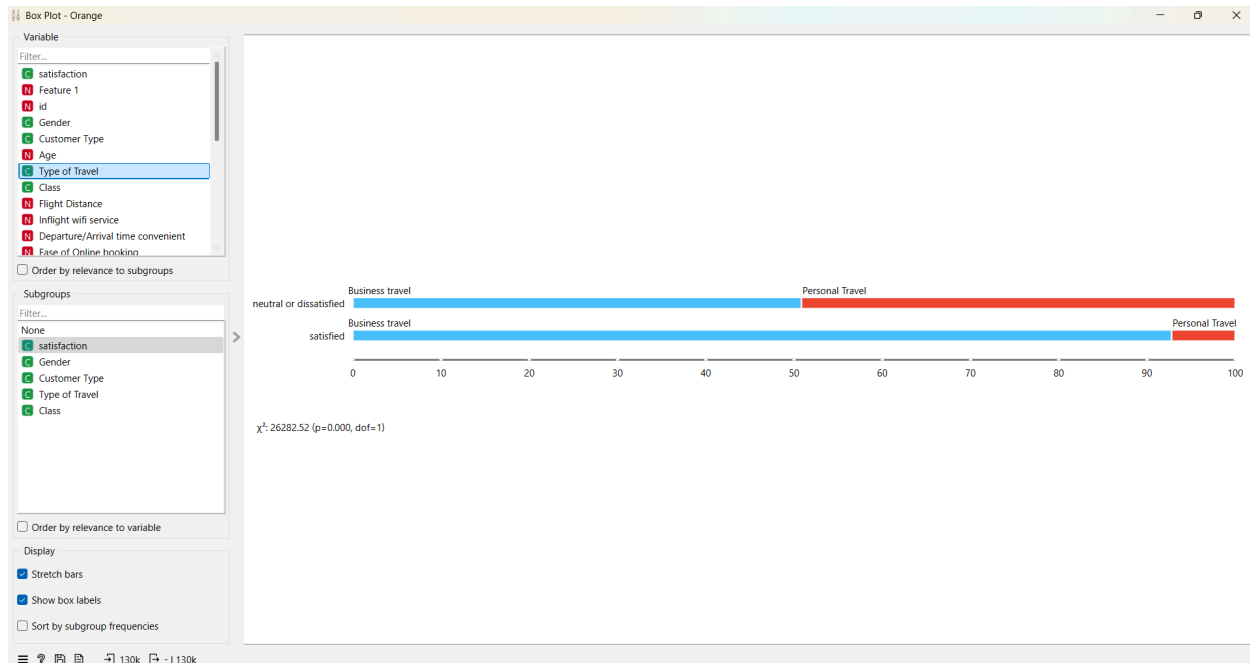 Box Plot - Orange
Variable
Filter...
C satisfaction
N Feature 1
N id
C Gender
C Customer Type
N Age
C Type of Travel
C Class
N Flight Distance
N Inflight wifi service
N Departure/Arrival time convenient
N Ease of Online booking
Order by relevance to subgroups
Subgroups
Filter...
None
C satisfaction
C Gender
C Customer Type
C Type of Travel
C Class
Order by relevance to variable
Display
Stretch bars
Show box labels
Sort by subgroup frequencies
130k - | 130k
Business travel Personal Travel
neutral or dissatisfied
Business travel Personal Travel
satisfied
0 10 20 30 40 50 60 70 80 90 100
χ²: 26282.52 (p=0.000, dof=1)